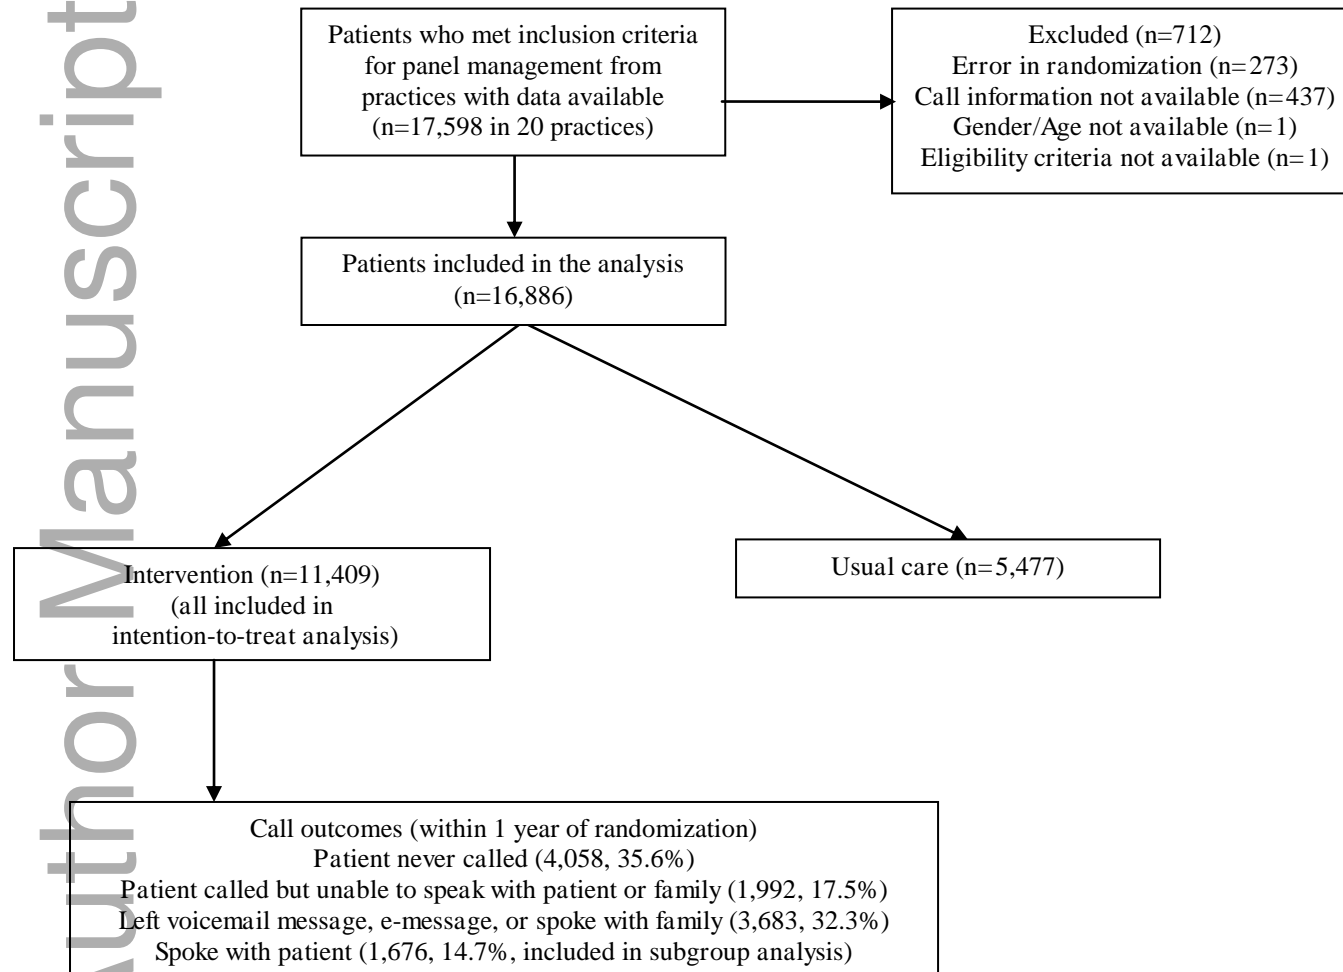 Author Manuscript
Patients who met inclusion criteria
for panel management from
practices with data available
(n=17,598 in 20 practices)
Excluded (n=712)
Error in randomization (n=273)
Call information not available (n=437)
Gender/Age not available (n=1)
Eligibility criteria not available (n=1)
Patients included in the analysis
(n=16,886)
Intervention (n=11,409)
(all included in
intention-to-treat analysis)
Usual care (n=5,477)
Call outcomes (within 1 year of randomization)
Patient never called (4,058, 35.6%)
Patient called but unable to speak with patient or family (1,992, 17.5%)
Left voicemail message, e-message, or spoke with family (3,683, 32.3%)
Spoke with patient (1,676, 14.7%, included in subgroup analysis)